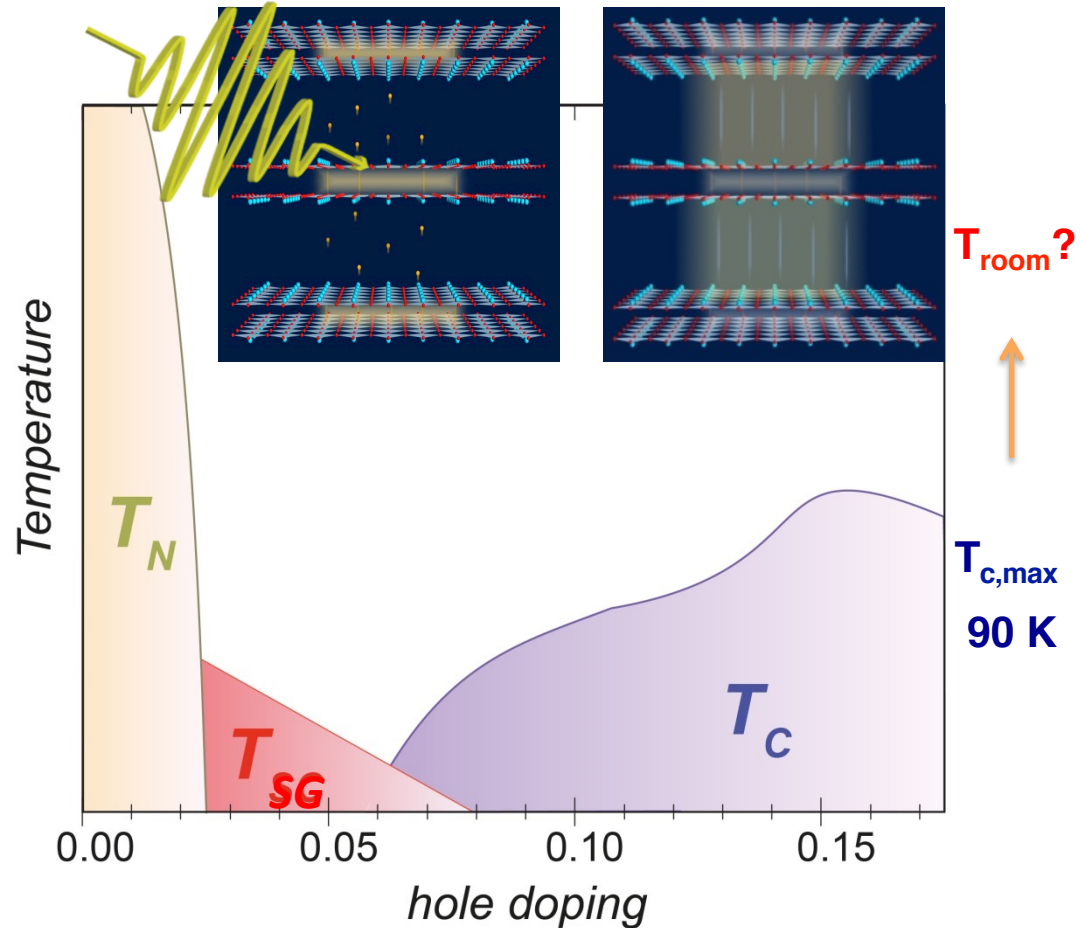 T_room ?
Temperature
T_N
T_c,max
90 K
T_SG
T_C
0.00 0.05 0.10 0.15
hole doping